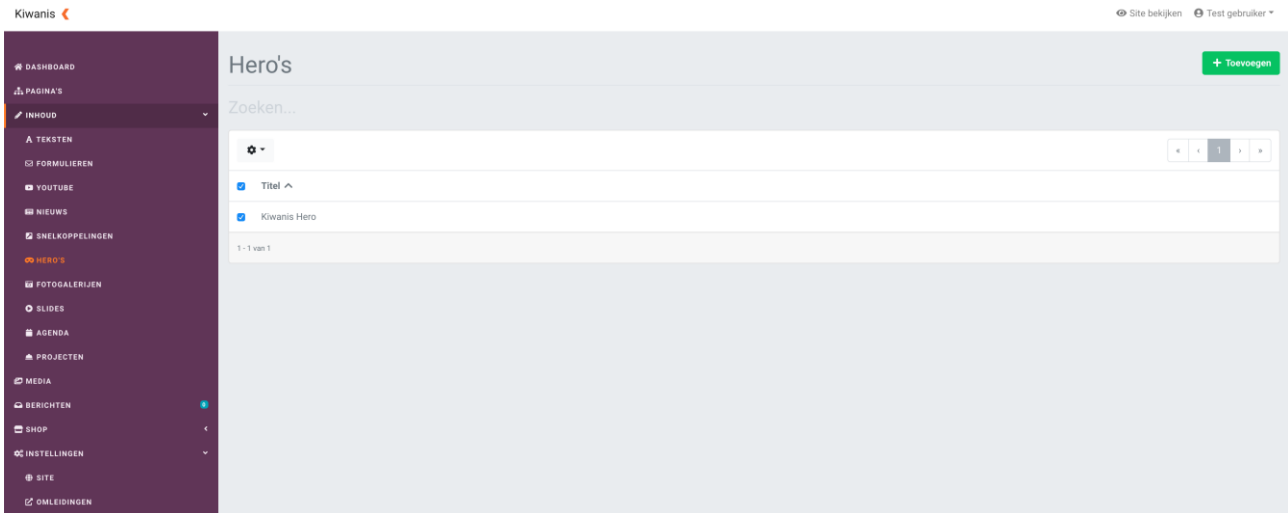 Kiwanis
Site bekijken
Test gebruiker
DASHBOARD
PAGINA'S
INHOUD
TEKSTEN
FORMULIEREN
YOUTUBE
NIEUWS
SNELKOPPELINGEN
HERO'S
FOTOGALERIJEN
SLIDES
AGENDA
PROJECTEN
MEDIA
BERICHTEN 0
SHOP
INSTELLINGEN
SITE
OMLEIDINGEN
Hero's
+ Toevoegen
Zoeken...
« ‹ 1 › »
Titel
Kiwanis Hero
1 - 1 van 1